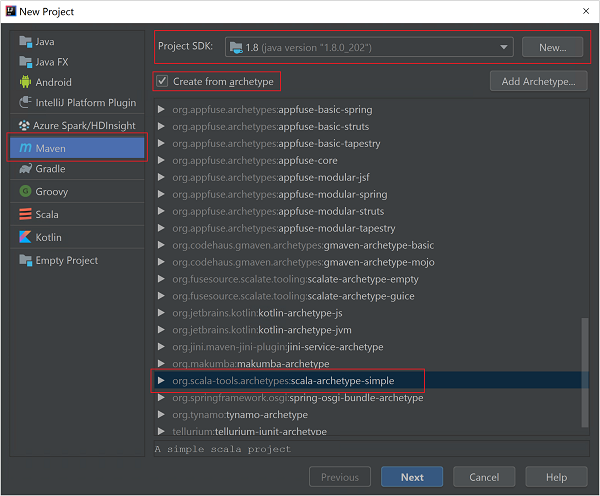 New Project
Java
Java FX
Android
IntelliJ Platform Plugin
Azure Spark/HDInsight
Maven
Gradle
Groovy
Scala
Kotlin
Empty Project
Project SDK: 1.8 (java version "1.8.0_202") New...
Create from archetype Add Archetype...
org.appfuse.archetypes:appfuse-basic-spring
org.appfuse.archetypes:appfuse-basic-struts
org.appfuse.archetypes:appfuse-basic-tapestry
org.appfuse.archetypes:appfuse-core
org.appfuse.archetypes:appfuse-modular-jsf
org.appfuse.archetypes:appfuse-modular-spring
org.appfuse.archetypes:appfuse-modular-struts
org.appfuse.archetypes:appfuse-modular-tapestry
org.codehaus.gmaven.archetypes:gmaven-archetype-basic
org.codehaus.gmaven.archetypes:gmaven-archetype-mojo
org.fusesource.scalate.tooling:scalate-archetype-empty
org.fusesource.scalate.tooling:scalate-archetype-guice
org.jetbrains.kotlin:kotlin-archetype-js
org.jetbrains.kotlin:kotlin-archetype-jvm
org.jini.maven-jini-plugin:jini-service-archetype
org.makumba:makumba-archetype
org.scala-tools.archetypes:scala-archetype-simple
org.springframework.osgi:spring-osgi-bundle-archetype
org.tynamo:tynamo-archetype
tellurium:tellurium-junit-archetype
A simple scala project
Previous Next Cancel Help